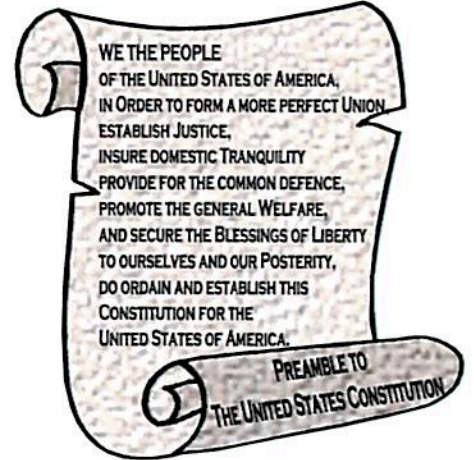 WE THE PEOPLE
OF THE UNITED STATES OF AMERICA,
IN ORDER TO FORM A MORE PERFECT UNION,
ESTABLISH JUSTICE,
INSURE DOMESTIC TRANQUILITY
PROVIDE FOR THE COMMON DEFENCE,
PROMOTE THE GENERAL WELFARE,
AND SECURE THE BLESSINGS OF LIBERTY
TO OURSELVES AND OUR POSTERITY,
DO ORDAIN AND ESTABLISH THIS
CONSTITUTION FOR THE
UNITED STATES OF AMERICA.
PREAMBLE TO
THE UNITED STATES CONSTITUTION